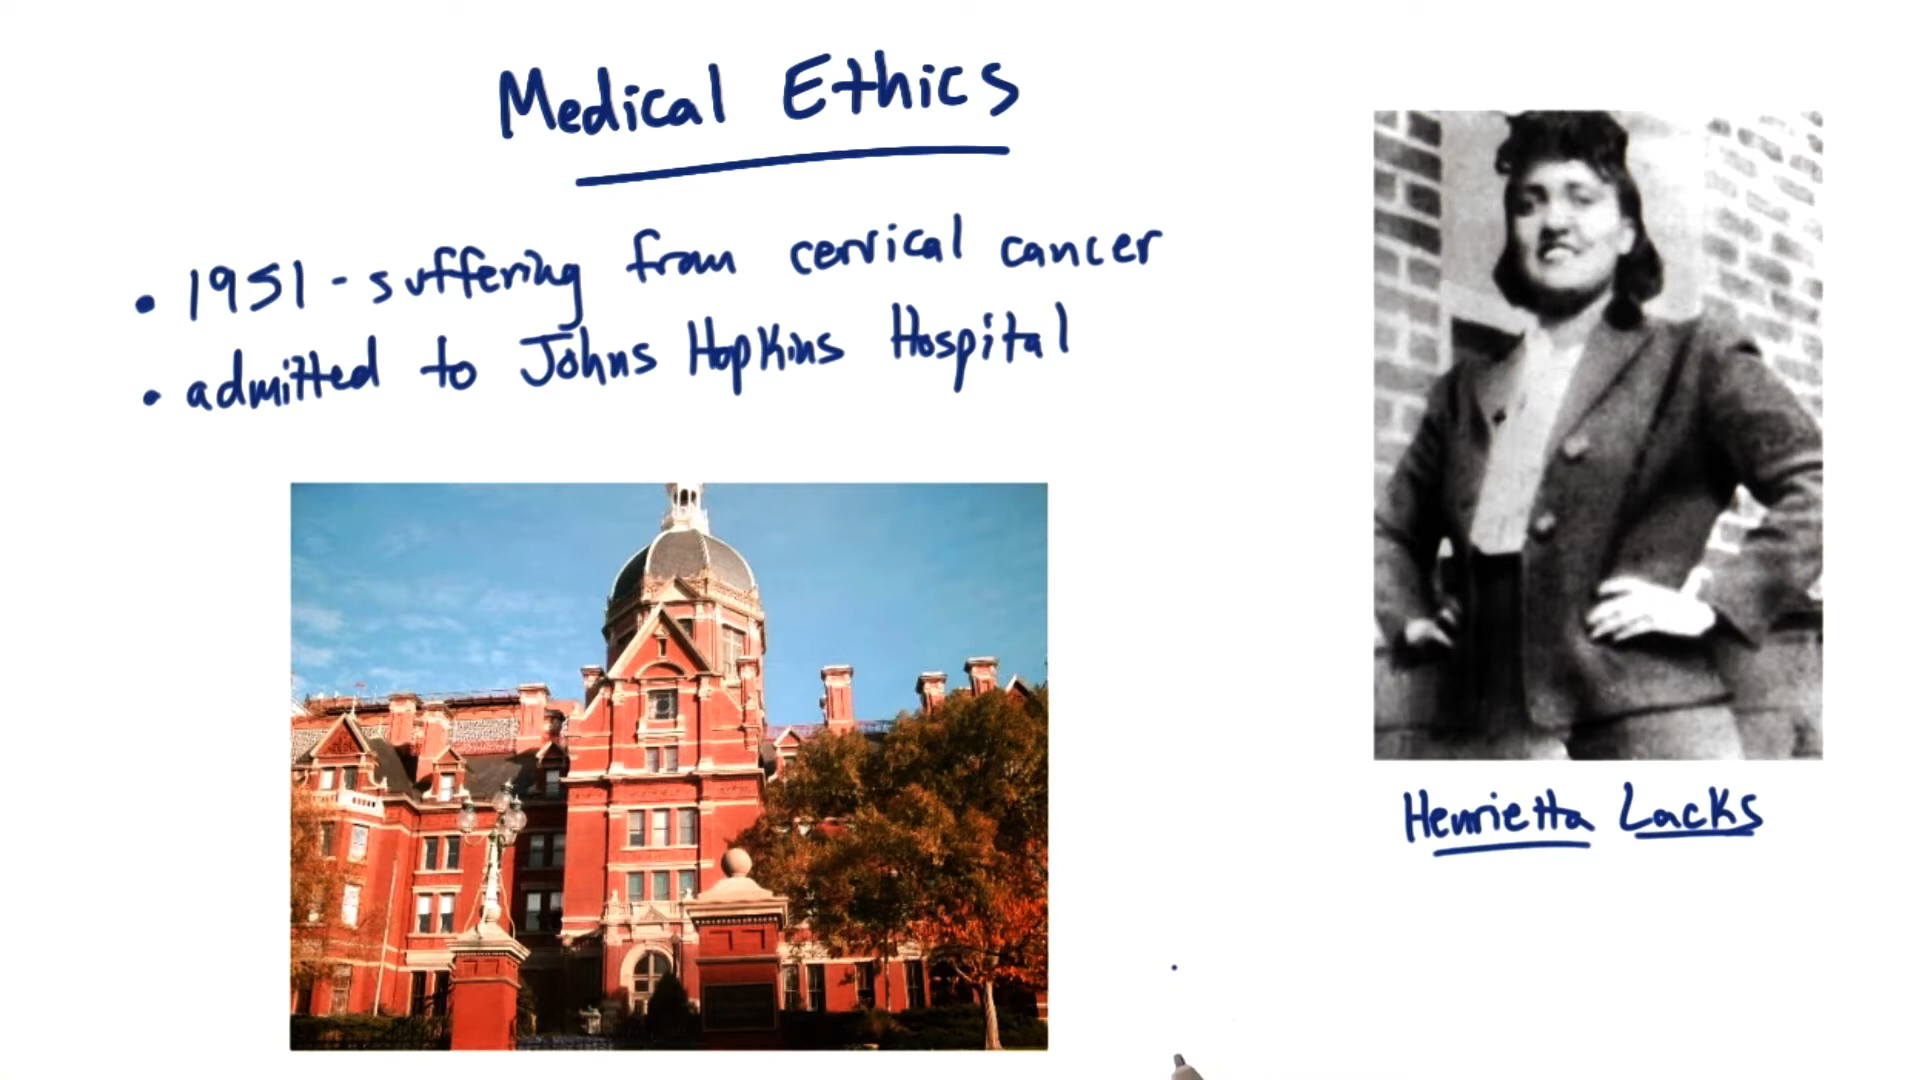 Medical Ethics
• 1951 - suffering from cervical cancer
• admitted to Johns Hopkins Hospital
Henrietta Lacks